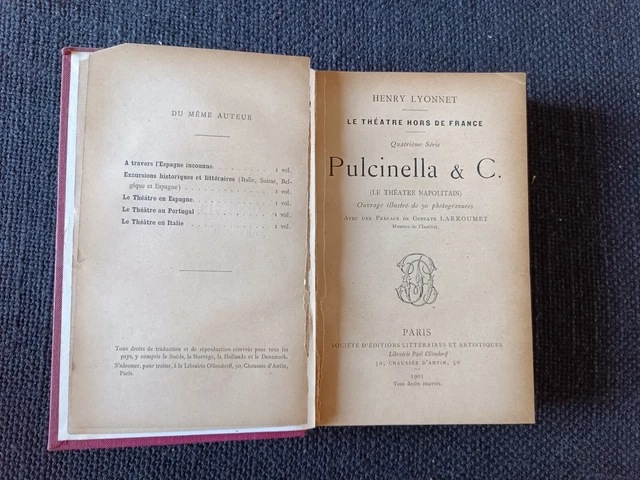 DU MÊME AUTEUR
A travers l'Espagne inconnue. . . . . . . . . . . . . 1 vol.
Excursions historiques et littéraires (Italie, Suisse, Bel-
gique et Espagne) . . . . . . . . . . . . . . . . 1 vol.
Le Théâtre en Espagne. . . . . . . . . . . . . . . . 1 vol.
Le Théâtre au Portugal . . . . . . . . . . . . . . . 1 vol.
Le Théâtre en Italie . . . . . . . . . . . . . . . . 1 vol.
Tous droits de traduction et de reproduction réservés pour tous les
pays, y compris la Suède, la Norvège, la Hollande et le Danemark.
S'adresser, pour traiter, à la Librairie Ollendorff, 50, Chaussée d'Antin,
Paris.
HENRY LYONNET
LE THÉATRE HORS DE FRANCE
Quatrième Série
Pulcinella & C.
(LE THÉATRE NAPOLITAIN)
Ouvrage illustré de 50 photogravures
AVEC UNE PRÉFACE DE GUSTAVE LARROUMET
Membre de l'Institut.
PARIS
SOCIÉTÉ D'ÉDITIONS LITTÉRAIRES ET ARTISTIQUES
Librairie Paul Ollendorff
50, CHAUSSÉE D'ANTIN, 50
1901
Tous droits réservés.